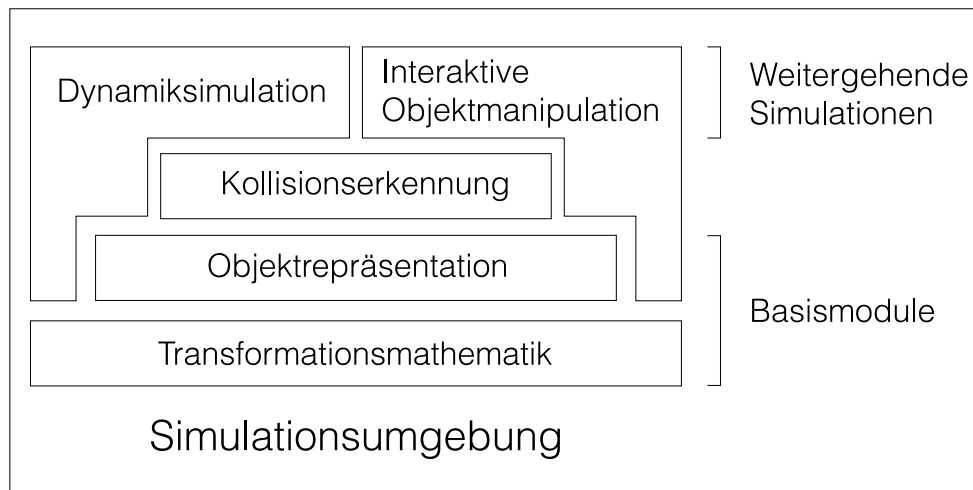 Dynamiksimulation
Interaktive
Objektmanipulation
Weitergehende
Simulationen
Kollisionserkennung
Objektrepräsentation
Basismodule
Transformationsmathematik
Simulationsumgebung